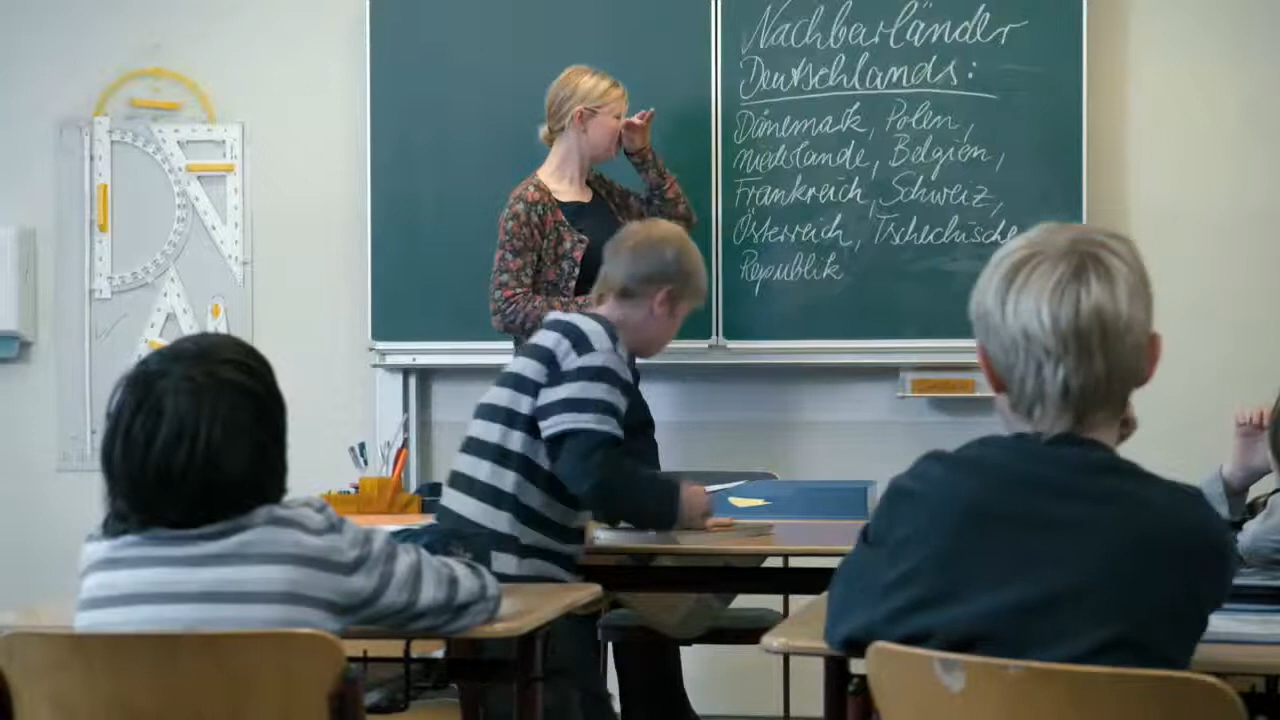 Nachbarländer
Deutschlands:
Dänemark, Polen,
Niederlande, Belgien,
Frankreich, Schweiz,
Österreich, Tschechische
Republik